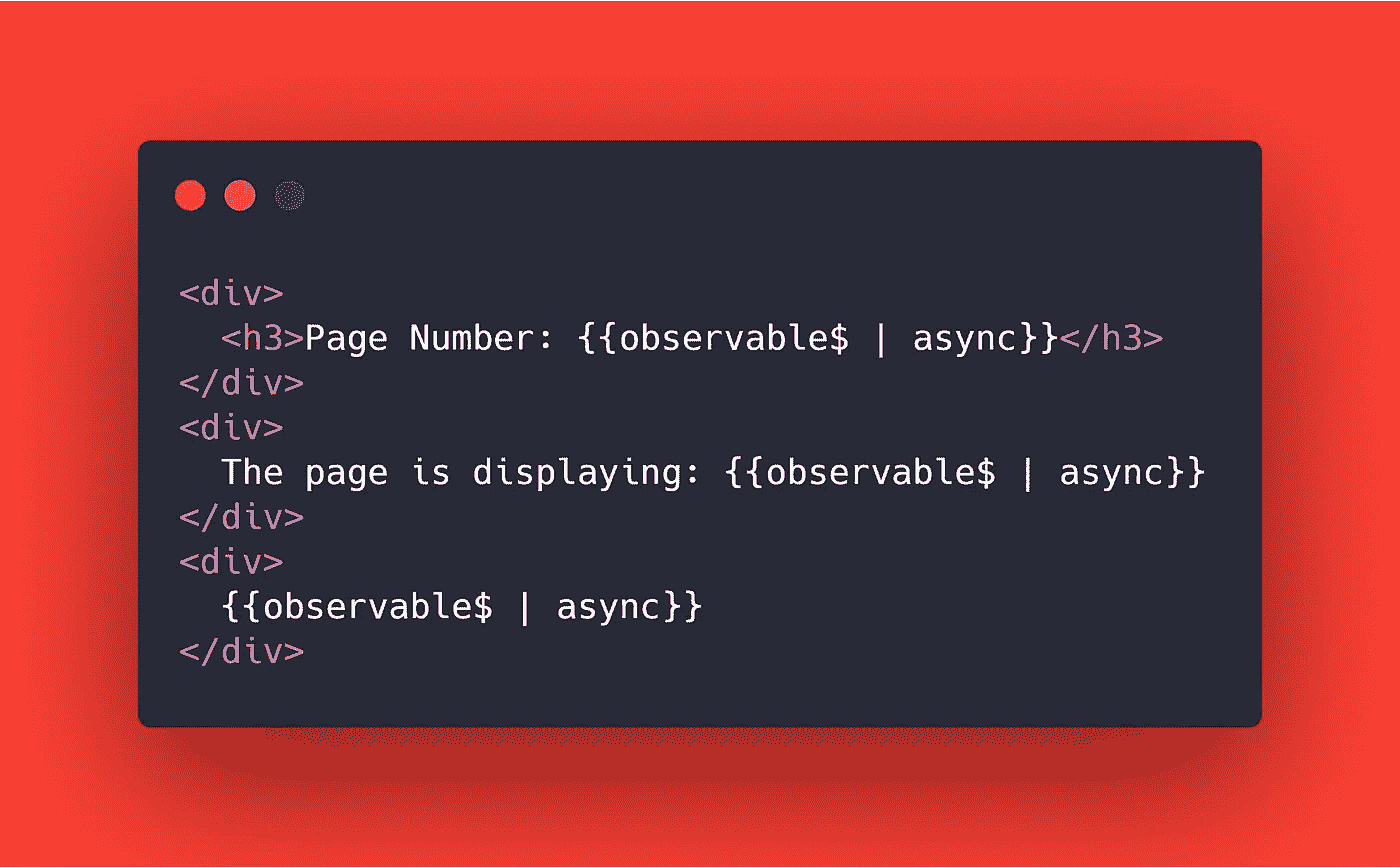 <div>
  <h3>Page Number: {{observable$ | async}}</h3>
</div>
<div>
  The page is displaying: {{observable$ | async}}
</div>
<div>
  {{observable$ | async}}
</div>